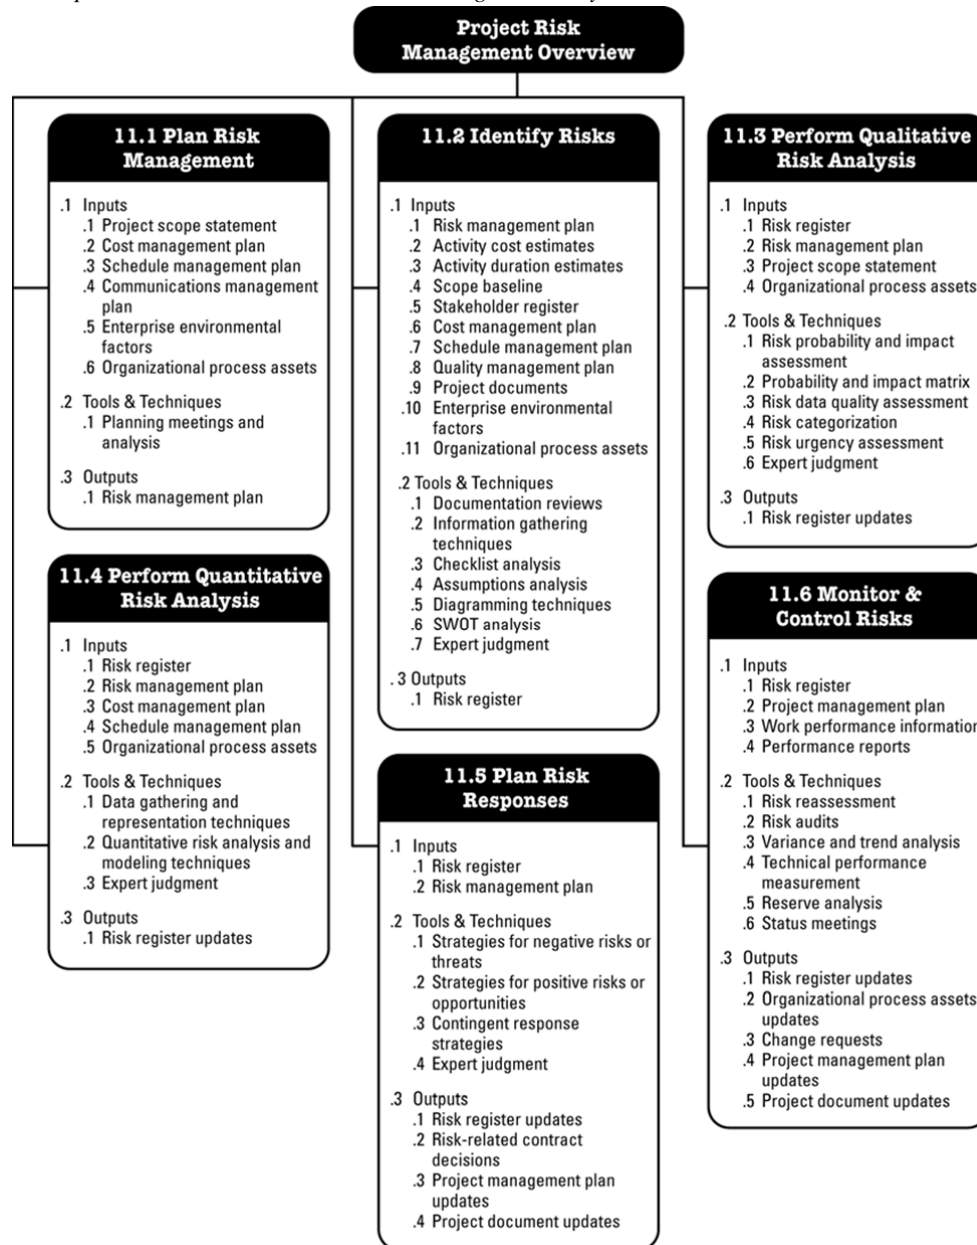 Project Risk
Management Overview
11.1 Plan Risk
Management
.1 Inputs
.1 Project scope statement
.2 Cost management plan
.3 Schedule management plan
.4 Communications management
plan
.5 Enterprise environmental
factors
.6 Organizational process assets
.2 Tools & Techniques
.1 Planning meetings and
analysis
.3 Outputs
.1 Risk management plan
11.2 Identify Risks
.1 Inputs
.1 Risk management plan
.2 Activity cost estimates
.3 Activity duration estimates
.4 Scope baseline
.5 Stakeholder register
.6 Cost management plan
.7 Schedule management plan
.8 Quality management plan
.9 Project documents
.10 Enterprise environmental
factors
.11 Organizational process assets
.2 Tools & Techniques
.1 Documentation reviews
.2 Information gathering
techniques
.3 Checklist analysis
.4 Assumptions analysis
.5 Diagramming techniques
.6 SWOT analysis
.7 Expert judgment
. 3 Outputs
.1 Risk register
11.3 Perform Qualitative
Risk Analysis
.1 Inputs
.1 Risk register
.2 Risk management plan
.3 Project scope statement
.4 Organizational process assets
.2 Tools & Techniques
.1 Risk probability and impact
assessment
.2 Probability and impact matrix
.3 Risk data quality assessment
.4 Risk categorization
.5 Risk urgency assessment
.6 Expert judgment
.3 Outputs
.1 Risk register updates
11.4 Perform Quantitative
Risk Analysis
.1 Inputs
.1 Risk register
.2 Risk management plan
.3 Cost management plan
.4 Schedule management plan
.5 Organizational process assets
.2 Tools & Techniques
.1 Data gathering and
representation techniques
.2 Quantitative risk analysis and
modeling techniques
.3 Expert judgment
.3 Outputs
.1 Risk register updates
11.5 Plan Risk
Responses
.1 Inputs
.1 Risk register
.2 Risk management plan
.2 Tools & Techniques
.1 Strategies for negative risks or
threats
.2 Strategies for positive risks or
opportunities
.3 Contingent response
strategies
.4 Expert judgment
.3 Outputs
.1 Risk register updates
.2 Risk-related contract
decisions
.3 Project management plan
updates
.4 Project document updates
11.6 Monitor &
Control Risks
.1 Inputs
.1 Risk register
.2 Project management plan
.3 Work performance information
.4 Performance reports
.2 Tools & Techniques
.1 Risk reassessment
.2 Risk audits
.3 Variance and trend analysis
.4 Technical performance
measurement
.5 Reserve analysis
.6 Status meetings
.3 Outputs
.1 Risk register updates
.2 Organizational process assets
updates
.3 Change requests
.4 Project management plan
updates
.5 Project document updates